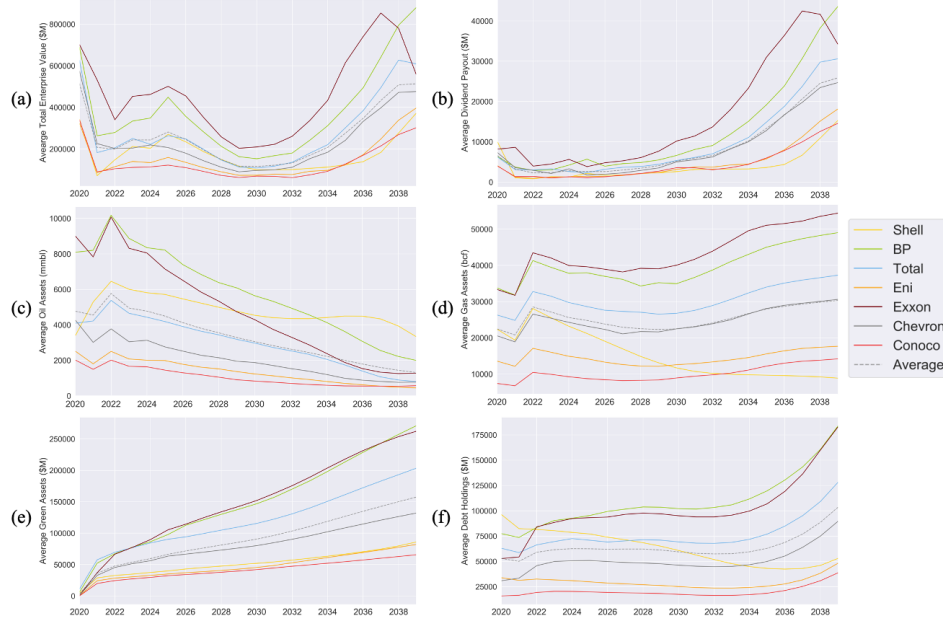 (a)
Average Total Enterprise Value ($M)
800000
600000
400000
200000
2020 2022 2024 2026 2028 2030 2032 2034 2036 2038
(b)
Average Dividend Payout ($M)
40000
30000
20000
10000
0
2020 2022 2024 2026 2028 2030 2032 2034 2036 2038
(c)
Average Oil Assets (mmbl)
10000
8000
6000
4000
2000
0
2020 2022 2024 2026 2028 2030 2032 2034 2036 2038
(d)
Average Gas Assets (bcf)
50000
40000
30000
20000
10000
2020 2022 2024 2026 2028 2030 2032 2034 2036 2038
Shell
BP
Total
Eni
Exxon
Chevron
Conoco
Average
(e)
Average Green Assets ($M)
250000
200000
150000
100000
50000
0
2020 2022 2024 2026 2028 2030 2032 2034 2036 2038
(f)
Average Debt Holdings ($M)
175000
150000
125000
100000
75000
50000
25000
2020 2022 2024 2026 2028 2030 2032 2034 2036 2038